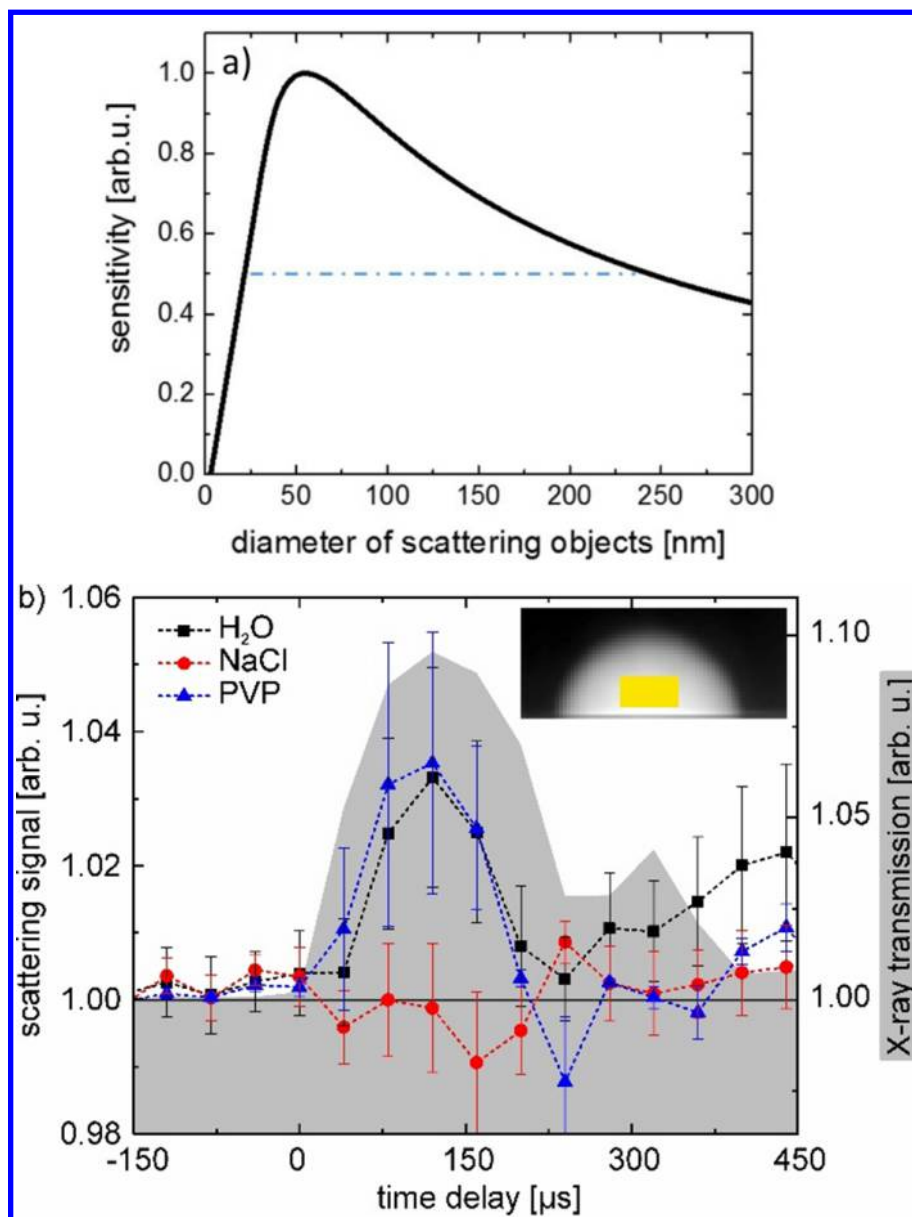 a)
1.0
0.8
0.6
0.4
0.2
0.0
sensitivity [arb.u.]
0 50 100 150 200 250 300
diameter of scattering objects [nm]
b)
1.06
1.04
1.02
1.00
0.98
scattering signal [arb. u.]
H₂O
NaCl
PVP
1.10
1.05
1.00
X-ray transmission [arb. u.]
-150 0 150 300 450
time delay [µs]